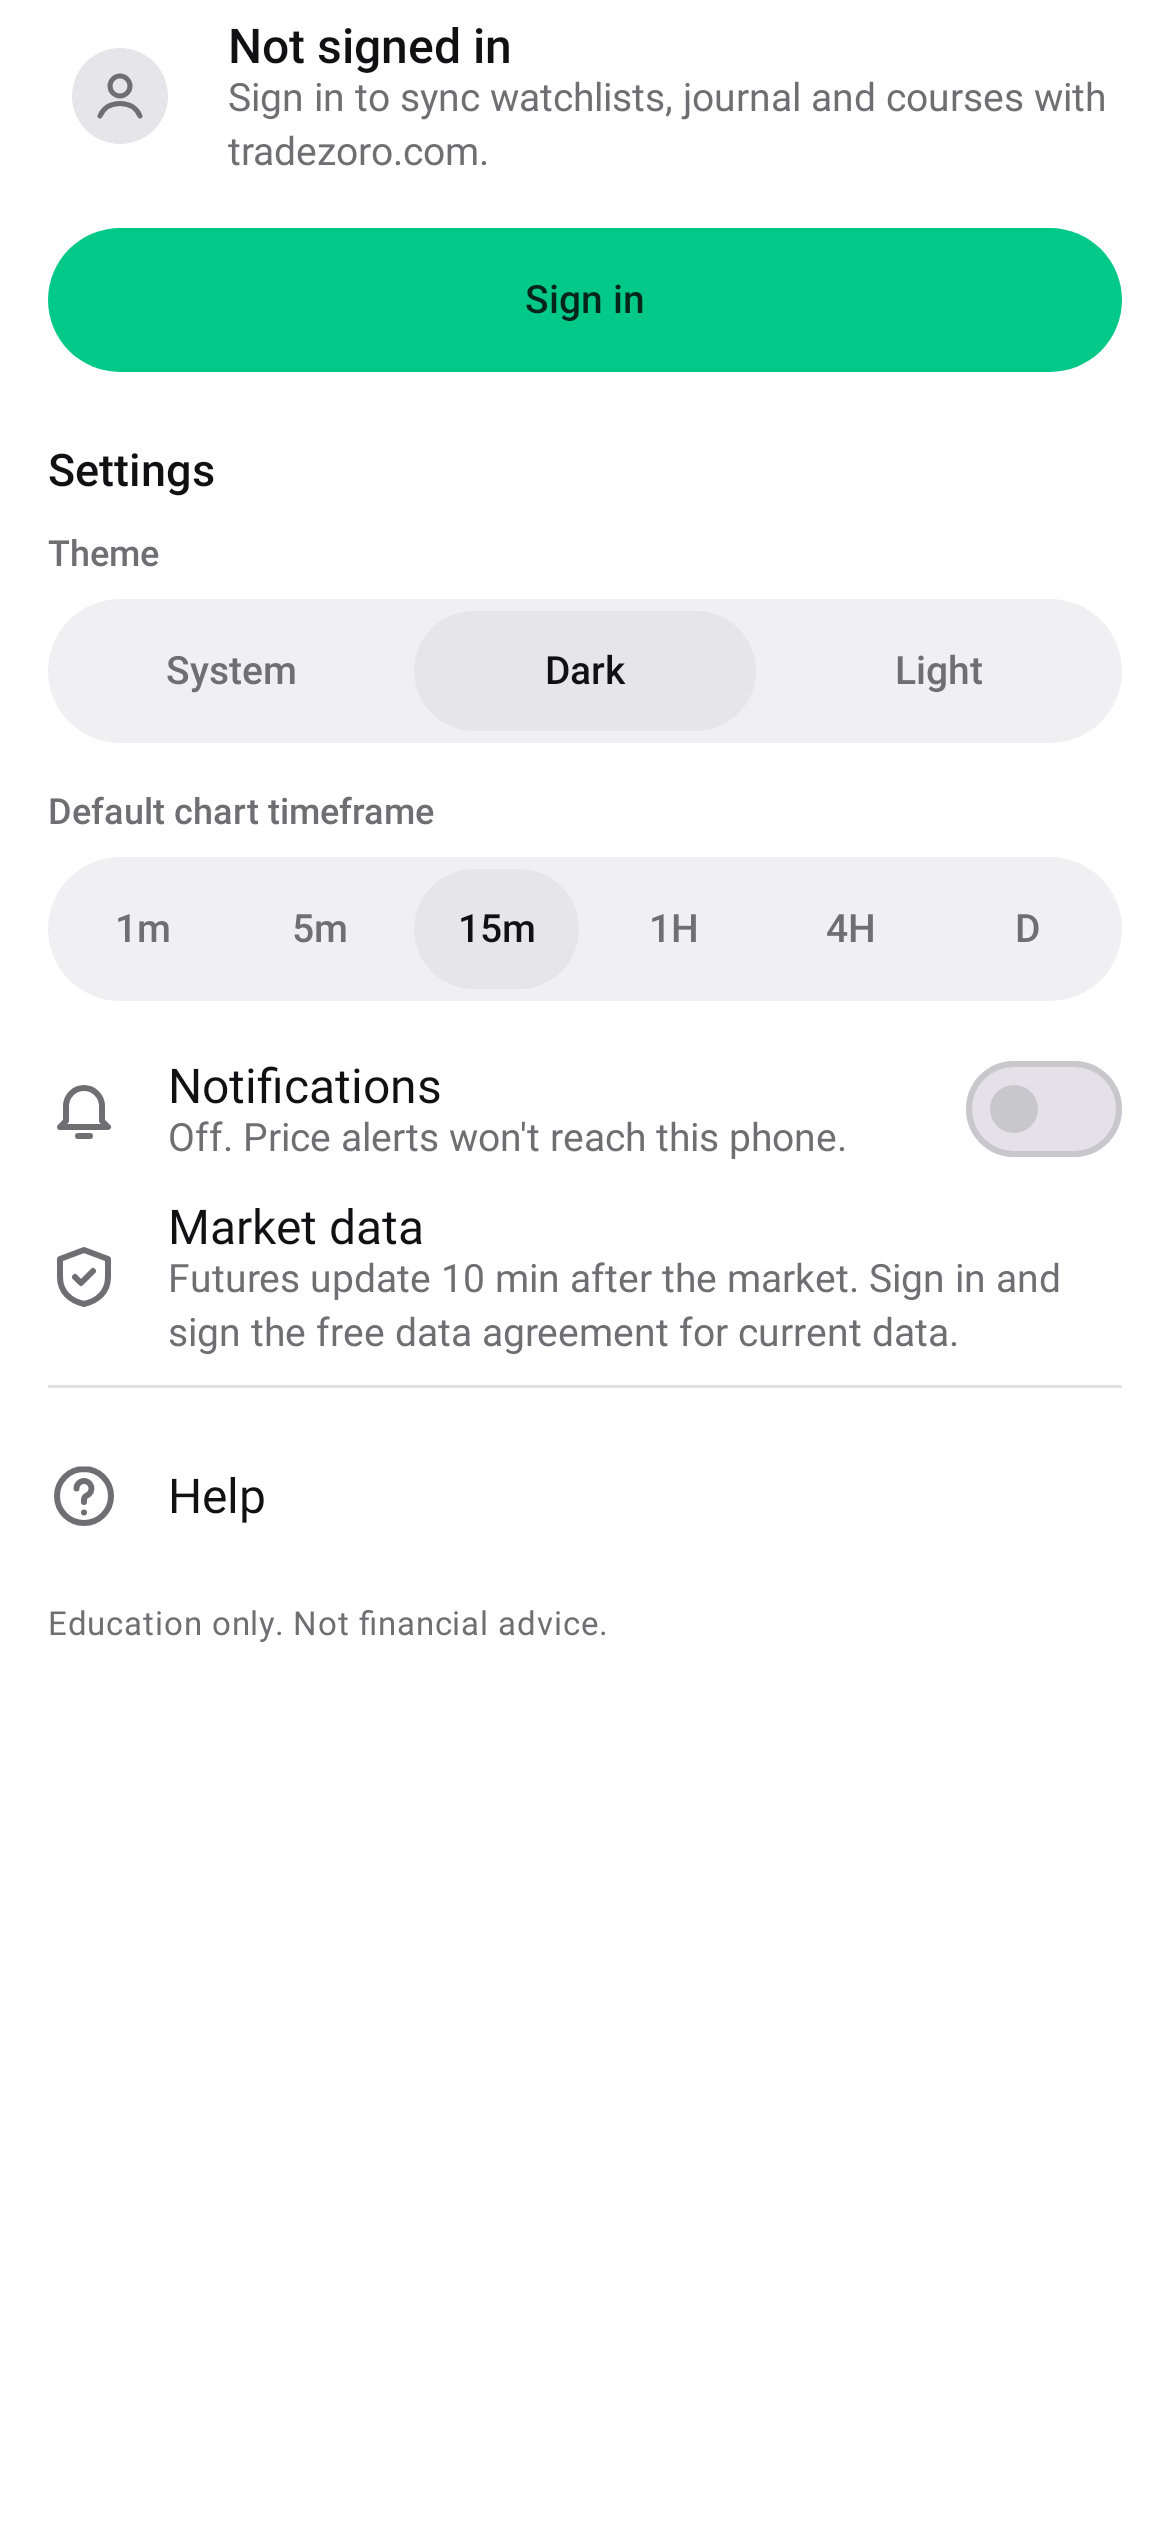 Not signed in
Sign in to sync watchlists, journal and courses with
tradezoro.com.
Sign in
Settings
Theme
System Dark Light
Default chart timeframe
1m 5m 15m 1H 4H D
Notifications
Off. Price alerts won't reach this phone.
Market data
Futures update 10 min after the market. Sign in and
sign the free data agreement for current data.
Help
Education only. Not financial advice.